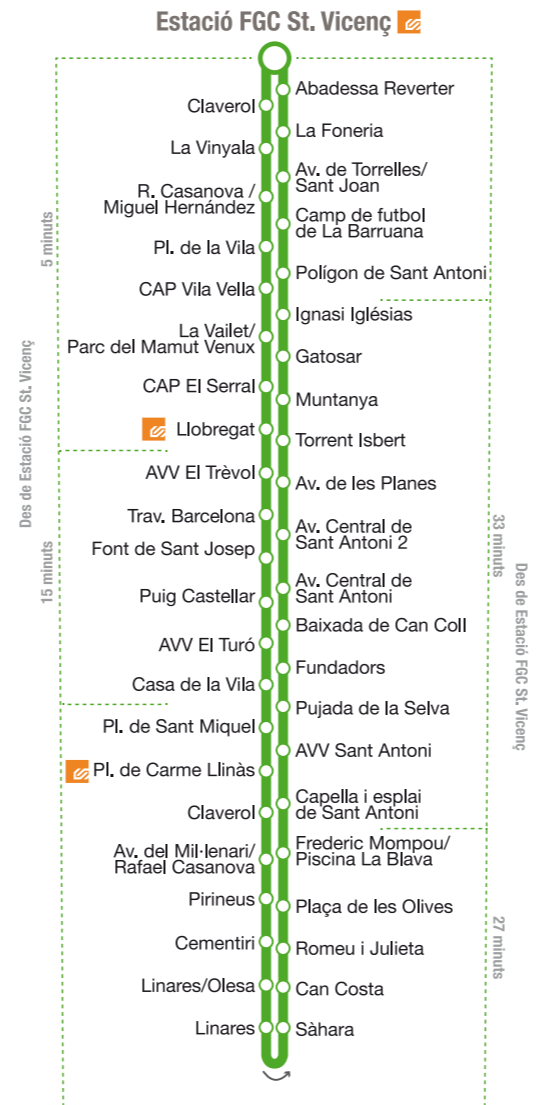 Estació FGC St. Vicenç
Claverol
La Vinyala
R. Casanova /
Miguel Hernández
Pl. de la Vila
CAP Vila Vella
La Vailet/
Parc del Mamut Venux
CAP El Serral
Llobregat
AVV El Trèvol
Trav. Barcelona
Font de Sant Josep
Puig Castellar
AVV El Turó
Casa de la Vila
Pl. de Sant Miquel
Pl. de Carme Llinàs
Claverol
Av. del Mil·lenari/
Rafael Casanova
Pirineus
Cementiri
Linares/Olesa
Linares
Abadessa Reverter
La Foneria
Av. de Torrelles/
Sant Joan
Camp de futbol
de La Barruana
Polígon de Sant Antoni
Ignasi Iglésias
Gatosar
Muntanya
Torrent Isbert
Av. de les Planes
Av. Central de
Sant Antoni 2
Av. Central de
Sant Antoni
Baixada de Can Coll
Fundadors
Pujada de la Selva
AVV Sant Antoni
Capella i esplai
de Sant Antoni
Frederic Mompou/
Piscina La Blava
Plaça de les Olives
Romeu i Julieta
Can Costa
Sàhara
5 minuts
15 minuts
Des de Estació FGC St. Vicenç
33 minuts
27 minuts
Des de Estació FGC St. Vicenç